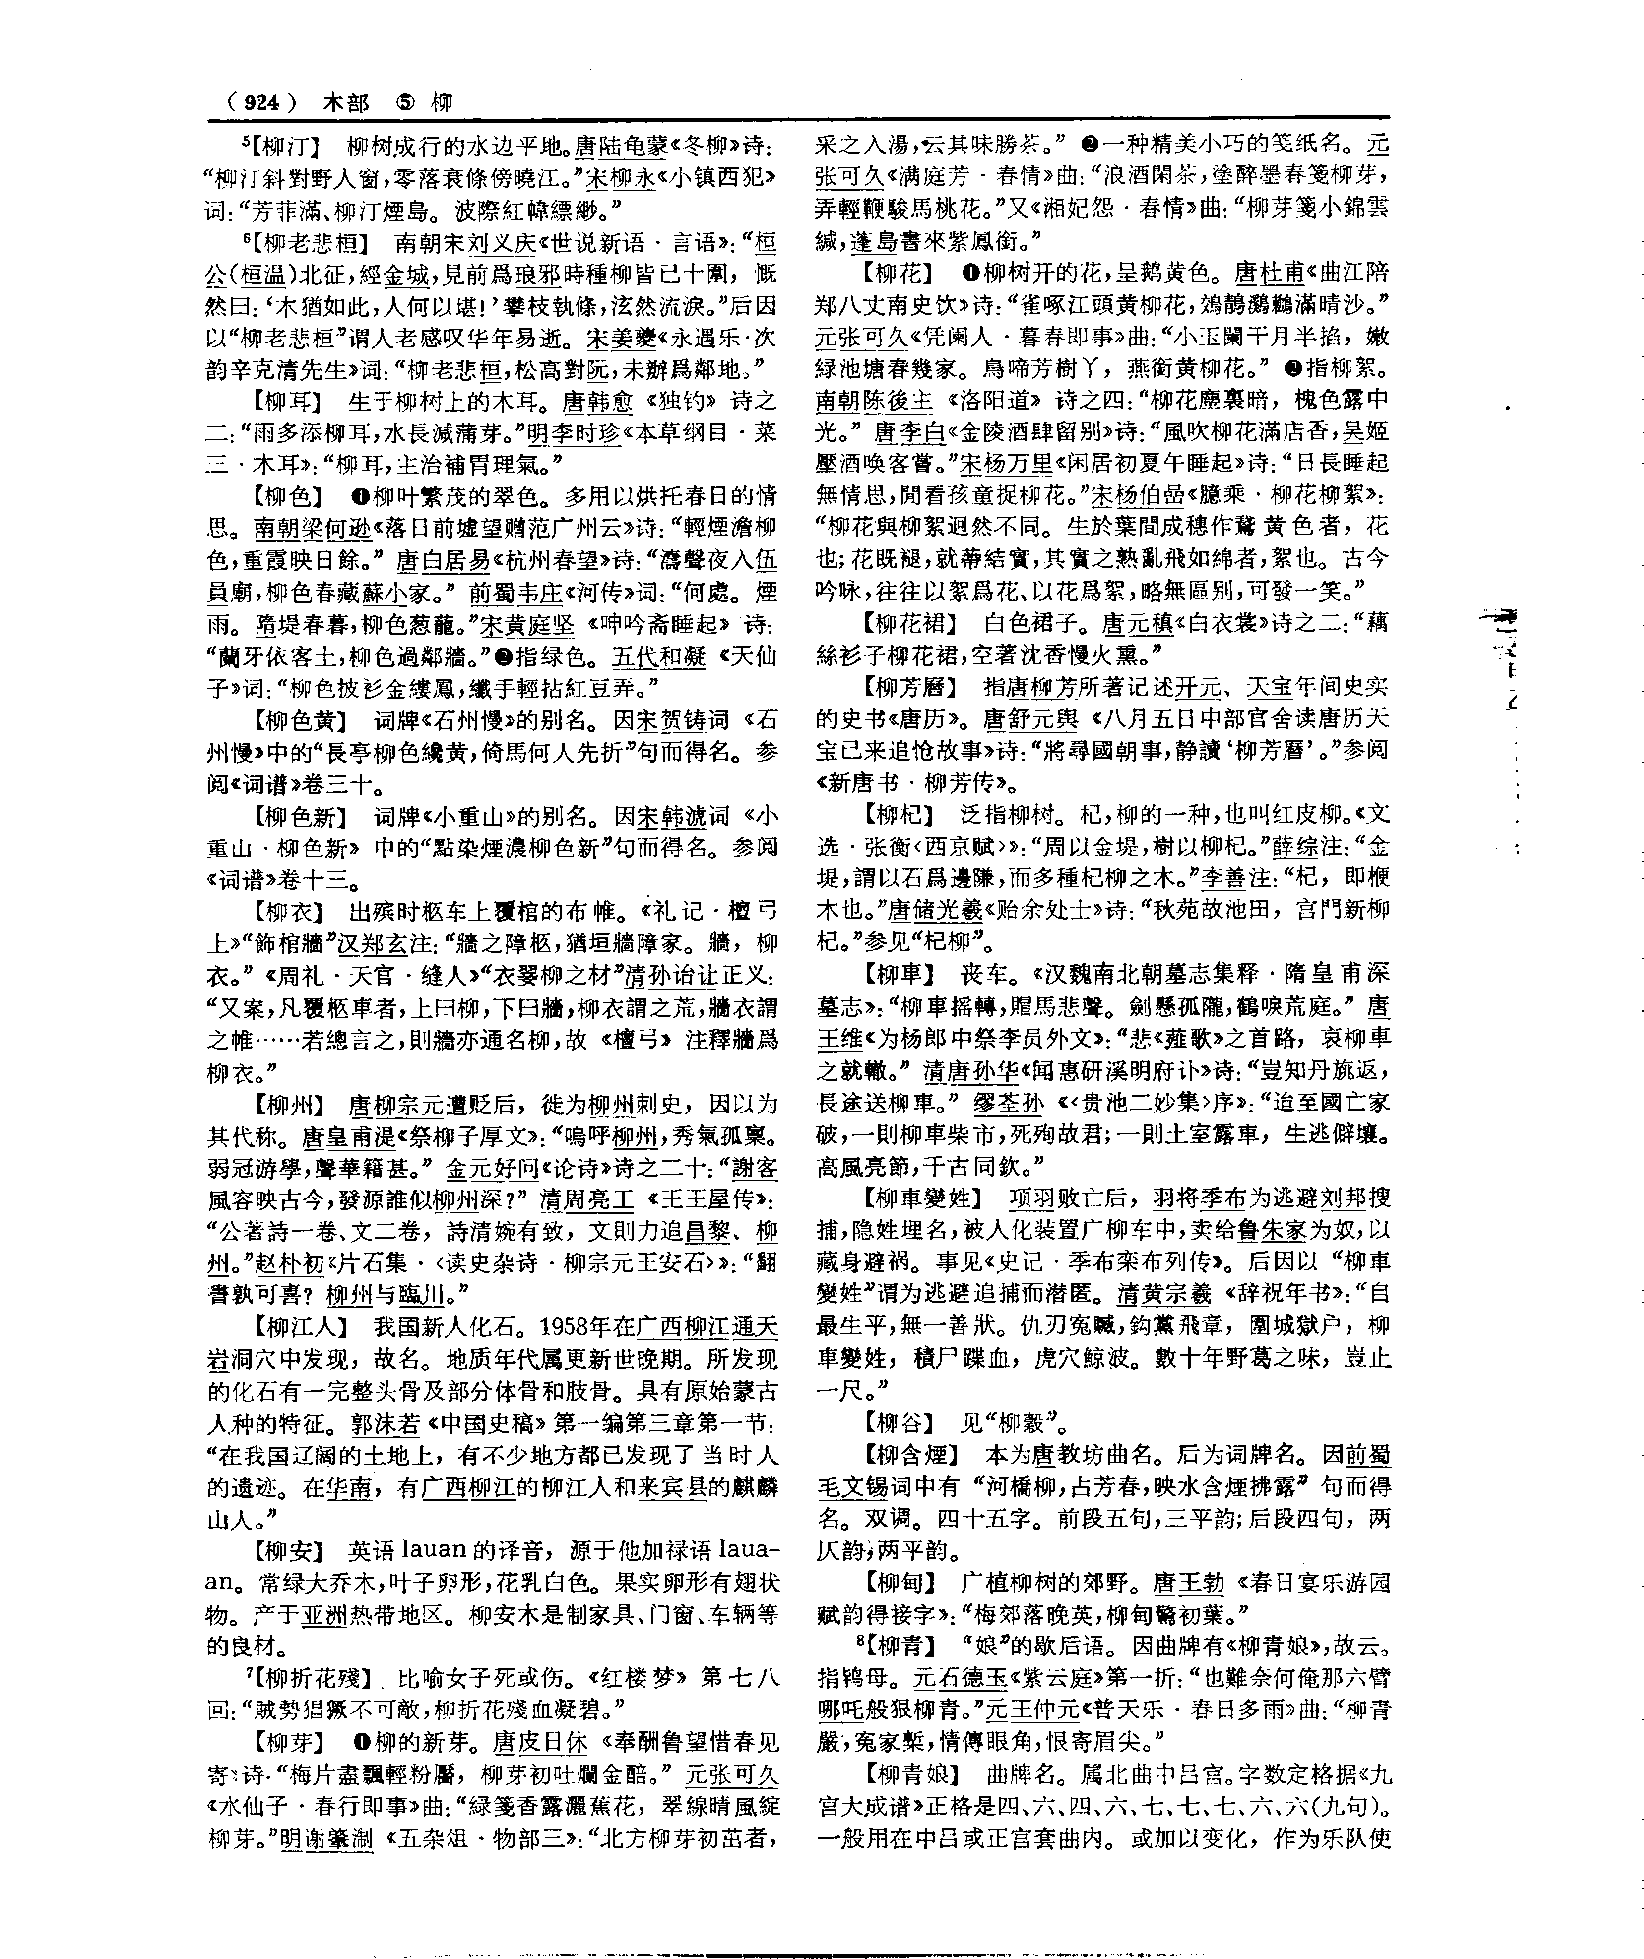 （924） 木部 ⑤ 柳
⁵【柳汀】 柳树成行的水边平地。唐陆龟蒙《冬柳》诗：
“柳汀斜對野人窗，零落衰條傍曉江。”宋柳永《小镇西犯》
词：“芳菲滿、柳汀煙島。波際紅幃縹緲。”
⁶【柳老悲桓】 南朝宋刘义庆《世说新语·言语》：“桓
公（桓温）北征，經金城，見前爲琅邪時種柳皆已十圍，慨
然曰：‘木猶如此，人何以堪！’攀枝執條，泫然流淚。”后因
以“柳老悲桓”谓人老感叹华年易逝。宋姜夔《永遇乐·次
韵辛克清先生》词：“柳老悲桓，松高對阮，未辦爲鄰地。”
【柳耳】 生于柳树上的木耳。唐韩愈《独钓》诗之
二：“雨多添柳耳，水長減蒲芽。”明李时珍《本草纲目·菜
三·木耳》：“柳耳，主治補胃理氣。”
【柳色】 ❶柳叶繁茂的翠色。多用以烘托春日的情
思。南朝梁何逊《落日前墟望赠范广州云》诗：“輕煙澹柳
色，重霞映日餘。”唐白居易《杭州春望》诗：“濤聲夜入伍
員廟，柳色春藏蘇小家。”前蜀韦庄《河传》词：“何處。煙
雨。隋堤春暮，柳色葱蘢。”宋黄庭坚《呻吟斋睡起》诗：
“蘭牙依客土，柳色過鄰牆。”❷指绿色。五代和凝《天仙
子》词：“柳色披衫金縷鳳，纖手輕拈紅豆弄。”
【柳色黄】 词牌《石州慢》的别名。因宋贺铸词《石
州慢》中的“長亭柳色纔黄，倚馬何人先折”句而得名。参
阅《词谱》卷三十。
【柳色新】 词牌《小重山》的别名。因宋韩淲词《小
重山·柳色新》中的“點染煙濃柳色新”句而得名。参阅
《词谱》卷十三。
【柳衣】 出殡时柩车上覆棺的布帷。《礼记·檀弓
上》“飾棺牆”汉郑玄注：“牆之障柩，猶垣牆障家。牆，柳
衣。”《周礼·天官·缝人》“衣翣柳之材”清孙诒让正义：
“又案，凡覆柩車者，上曰柳，下曰牆，柳衣謂之荒，牆衣謂
之帷……若總言之，則牆亦通名柳，故《檀弓》注釋牆爲
柳衣。”
【柳州】 唐柳宗元遭贬后，徙为柳州刺史，因以为
其代称。唐皇甫湜《祭柳子厚文》：“嗚呼柳州，秀氣孤稟。
弱冠游學，聲華籍甚。”金元好问《论诗》诗之二十：“謝客
風容映古今，發源誰似柳州深？”清周亮工《王王屋传》：
“公著詩一卷、文二卷，詩清婉有致，文則力追昌黎、柳
州。”赵朴初《片石集·〈读史杂诗·柳宗元王安石〉》：“翻
書孰可喜？柳州与臨川。”
【柳江人】 我国新人化石。1958年在广西柳江通天
岩洞穴中发现，故名。地质年代属更新世晚期。所发现
的化石有一完整头骨及部分体骨和肢骨。具有原始蒙古
人种的特征。郭沫若《中国史稿》第一编第三章第一节：
“在我国辽阔的土地上，有不少地方都已发现了当时人
的遗迹。在华南，有广西柳江的柳江人和来宾县的麒麟
山人。”
【柳安】 英语lauan的译音，源于他加禄语laua-
an。常绿大乔木，叶子卵形，花乳白色。果实卵形有翅状
物。产于亚洲热带地区。柳安木是制家具、门窗、车辆等
的良材。
⁷【柳折花殘】 比喻女子死或伤。《红楼梦》第七八
回：“賊勢猖獗不可敵，柳折花殘血凝碧。”
【柳芽】 ❶柳的新芽。唐皮日休《奉酬鲁望惜春见
寄》诗：“梅片盡飄輕粉靨，柳芽初吐爛金醅。”元张可久
《水仙子·春行即事》曲：“緑箋香露灑蕉花，翠線晴風綻
柳芽。”明谢肇淛《五杂俎·物部三》：“北方柳芽初茁者，
采之入湯，云其味勝茶。”❷一种精美小巧的笺纸名。元
张可久《满庭芳·春情》曲：“浪酒閑茶，塗醉墨春箋柳芽，
弄輕鞭駿馬桃花。”又《湘妃怨·春情》曲：“柳芽箋小錦雲
緘，蓬島書來紫鳳銜。”
【柳花】 ❶柳树开的花，呈鹅黄色。唐杜甫《曲江陪
郑八丈南史饮》诗：“雀啄江頭黄柳花，鵁鶄鸂鶒滿晴沙。”
元张可久《凭阑人·暮春即事》曲：“小玉闌干月半掐，嫩
緑池塘春幾家。鳥啼芳樹丫，燕銜黄柳花。”❷指柳絮。
南朝陈後主《洛阳道》诗之四：“柳花塵裏暗，槐色露中
光。”唐李白《金陵酒肆留别》诗：“風吹柳花滿店香，吴姬
壓酒唤客嘗。”宋杨万里《闲居初夏午睡起》诗：“日長睡起
無情思，閒看孩童捉柳花。”宋杨伯嵒《臆乘·柳花柳絮》：
“柳花與柳絮迥然不同。生於葉間成穗作鵞黄色者，花
也；花既褪，就蒂結實，其實之熟亂飛如綿者，絮也。古今
吟咏，往往以絮爲花、以花爲絮，略無區别，可發一笑。”
【柳花裙】 白色裙子。唐元稹《白衣裳》诗之二：“藕
絲衫子柳花裙，空著沈香慢火熏。”
【柳芳曆】 指唐柳芳所著记述开元、天宝年间史实
的史书《唐历》。唐舒元舆《八月五日中部官舍读唐历天
宝已来追怆故事》诗：“將尋國朝事，静讀‘柳芳曆’。”参阅
《新唐书·柳芳传》。
【柳杞】 泛指柳树。杞，柳的一种，也叫红皮柳。《文
选·张衡〈西京赋〉》：“周以金堤，樹以柳杞。”薛综注：“金
堤，謂以石爲邊隒，而多種杞柳之木。”李善注：“杞，即楩
木也。”唐储光羲《贻余处士》诗：“秋苑故池田，宫門新柳
杞。”参见“杞柳”。
【柳車】 丧车。《汉魏南北朝墓志集释·隋皇甫深
墓志》：“柳車摇轉，賵馬悲聲。劍懸孤隴，鶴唳荒庭。”唐
王维《为杨郎中祭李员外文》：“悲《薤歌》之首路，哀柳車
之就轍。”清唐孙华《闻惠研溪明府讣》诗：“豈知丹旐返，
長途送柳車。”缪荃孙《〈贵池二妙集〉序》：“迨至國亡家
破，一則柳車柴市，死殉故君；一則土室露車，生逃僻壤。
高風亮節，千古同欽。”
【柳車變姓】 项羽败亡后，羽将季布为逃避刘邦搜
捕，隐姓埋名，被人化装置广柳车中，卖给鲁朱家为奴，以
藏身避祸。事见《史记·季布栾布列传》。后因以“柳車
變姓”谓为逃避追捕而潜匿。清黄宗羲《辞祝年书》：“自
最生平，無一善狀。仇刃冤贓，鈎黨飛章，圍城獄户，柳
車變姓，積尸蹀血，虎穴鯨波。數十年野葛之味，豈止
一尺。”
【柳谷】 见“柳穀”。
【柳含煙】 本为唐教坊曲名。后为词牌名。因前蜀
毛文锡词中有“河橋柳，占芳春，映水含煙拂露”句而得
名。双调。四十五字。前段五句，三平韵；后段四句，两
仄韵，两平韵。
【柳甸】 广植柳树的郊野。唐王勃《春日宴乐游园
赋韵得接字》：“梅郊落晚英，柳甸驚初葉。”
⁸【柳青】 “娘”的歇后语。因曲牌有《柳青娘》，故云。
指鸨母。元石德玉《紫云庭》第一折：“也難奈何俺那六臂
哪吒般狠柳青。”元王仲元《普天乐·春日多雨》曲：“柳青
嚴，冤家槧，情傳眼角，恨寄眉尖。”
【柳青娘】 曲牌名。属北曲中吕宫。字数定格据《九
宫大成谱》正格是四、六、四、六、七、七、七、六、六（九句）。
一般用在中吕或正宫套曲内。或加以变化，作为乐队使